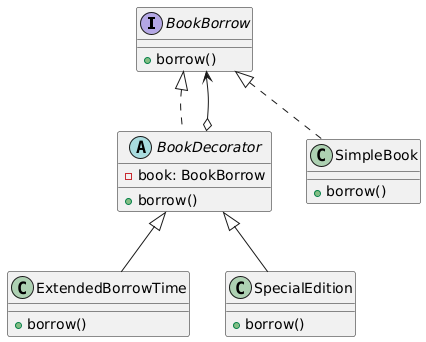 I BookBorrow
borrow()
A BookDecorator
book: BookBorrow
borrow()
C SimpleBook
borrow()
C ExtendedBorrowTime
borrow()
C SpecialEdition
borrow()